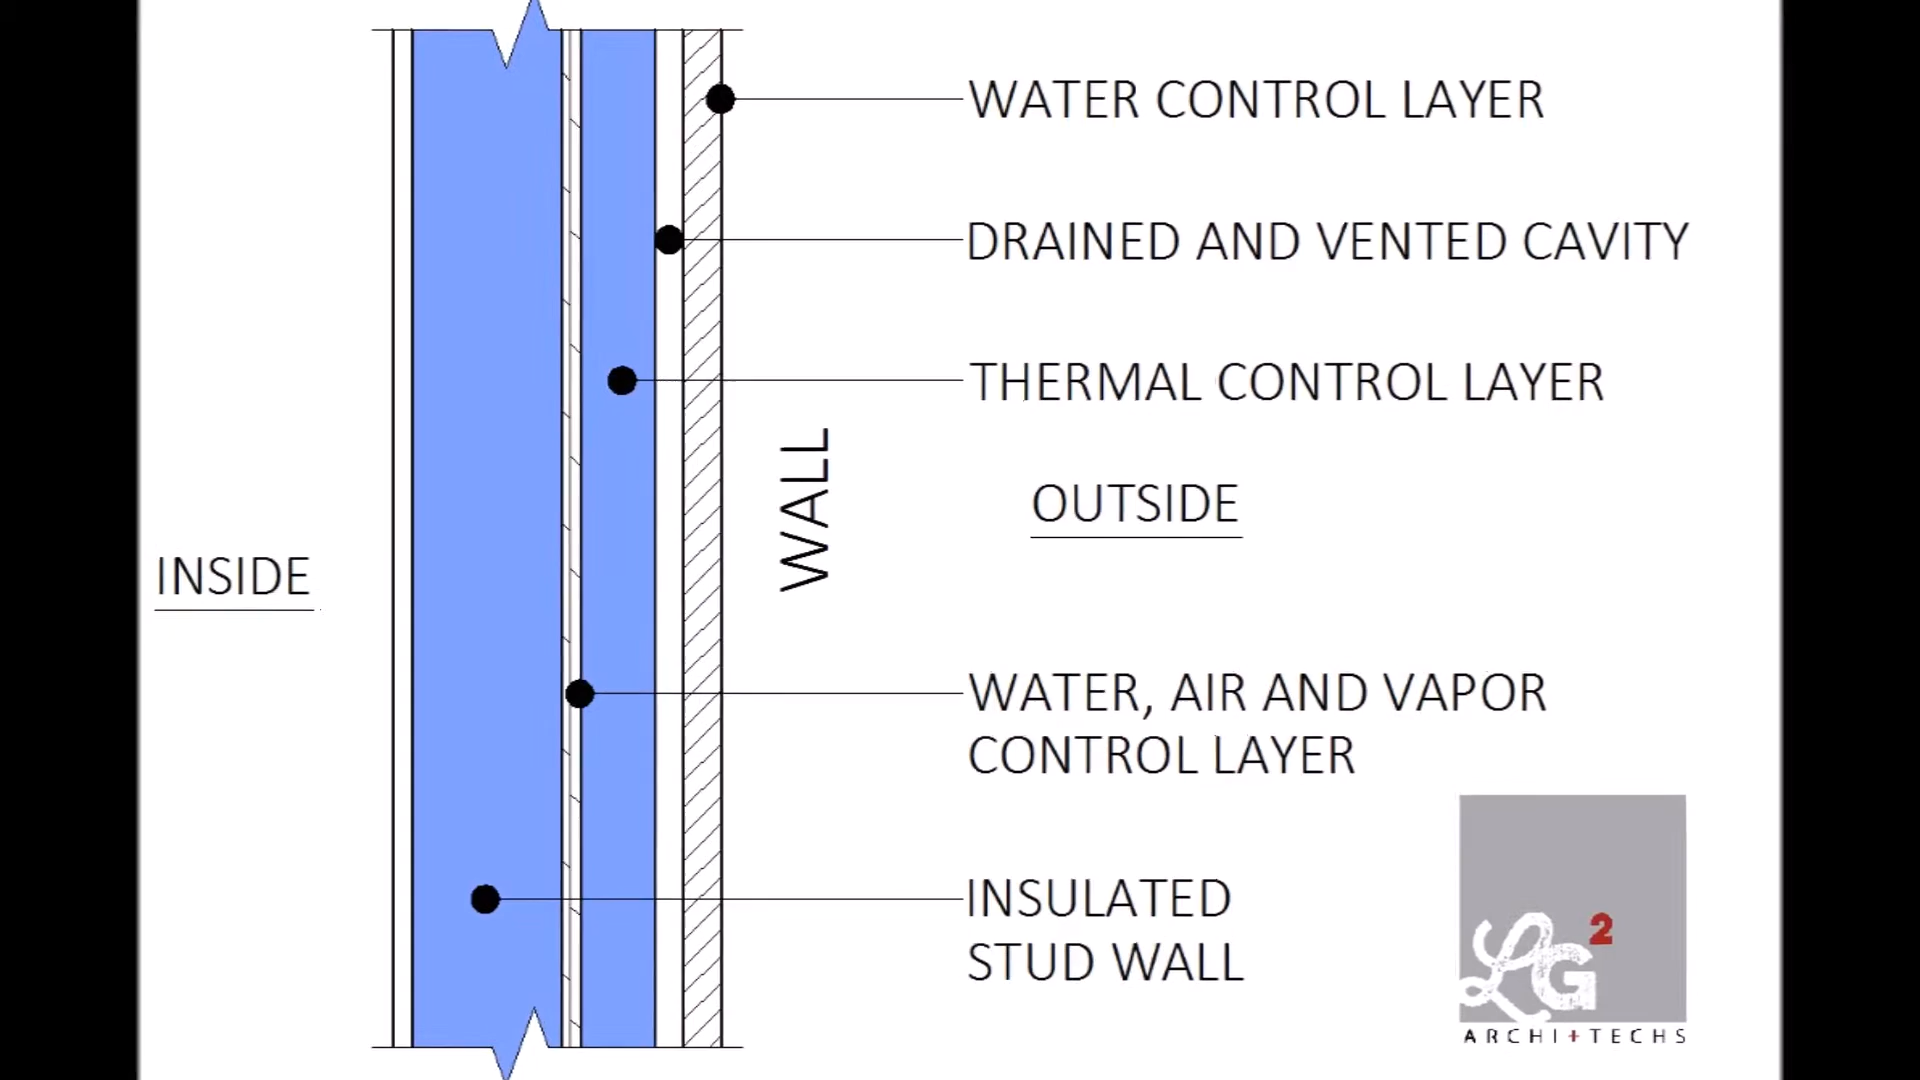 WATER CONTROL LAYER
DRAINED AND VENTED CAVITY
THERMAL CONTROL LAYER
WALL
OUTSIDE
INSIDE
WATER, AIR AND VAPOR
CONTROL LAYER
INSULATED
STUD WALL
LG2
ARCHI+TECHS